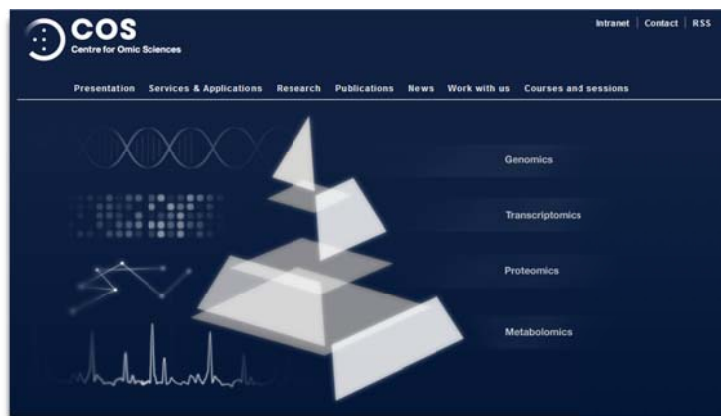 COS
Centre for Omic Sciences
Intranet | Contact | RSS
Presentation Services & Applications Research Publications News Work with us Courses and sessions
Genomics
Transcriptomics
Proteomics
Metabolomics